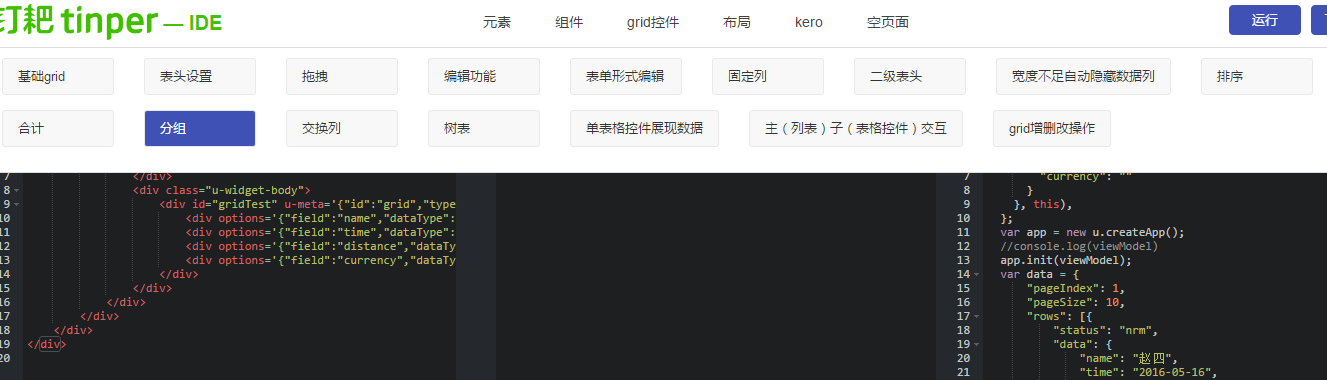 钉耙 tinper — IDE
元素 组件 grid控件 布局 kero 空页面 运行
基础grid 表头设置 拖拽 编辑功能 表单形式编辑 固定列 二级表头 宽度不足自动隐藏数据列 排序
合计 分组 交换列 树表 单表格控件展现数据 主（列表）子（表格控件）交互 grid增删改操作
7 </div>
8 <div class="u-widget-body">
9 <div id="gridTest" u-meta='{"id":"grid","type
10 <div options='{"field":"name","dataType":
11 <div options='{"field":"time","dataType":
12 <div options='{"field":"distance","dataTy
13 <div options='{"field":"currency","dataTy
14 </div>
15 </div>
16 </div>
17 </div>
18 </div>
19 </div>
20
7 "currency": ""
8 }
9 }, this),
10 };
11 var app = new u.createApp();
12 //console.log(viewModel)
13 app.init(viewModel);
14 var data = {
15 "pageIndex": 1,
16 "pageSize": 10,
17 "rows": [{
18 "status": "nrm",
19 "data": {
20 "name": "赵四",
21 "time": "2016-05-16",